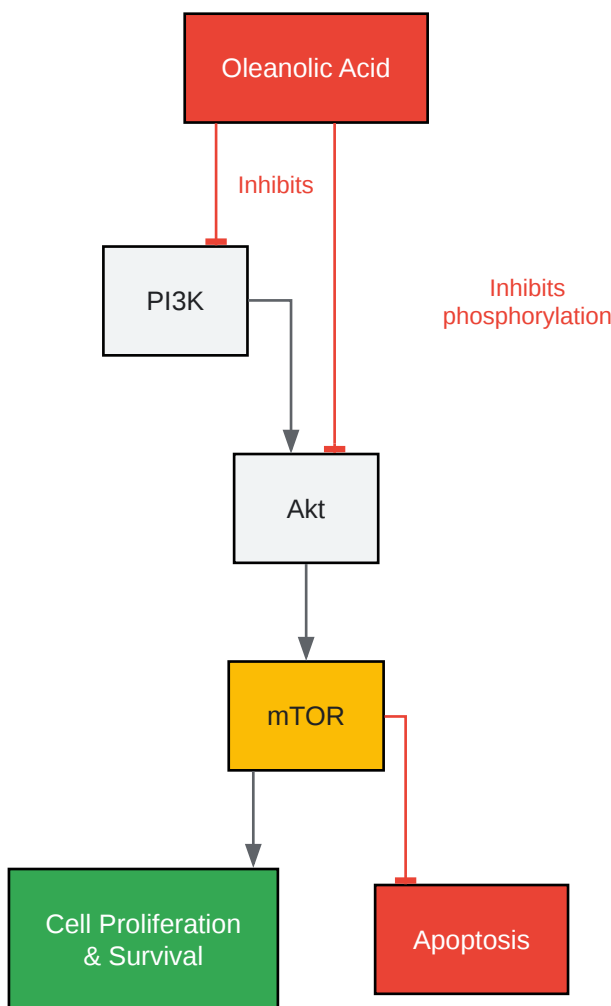 Oleanolic Acid
Inhibits
PI3K
Inhibits
phosphorylation
Akt
mTOR
Cell Proliferation
& Survival
Apoptosis